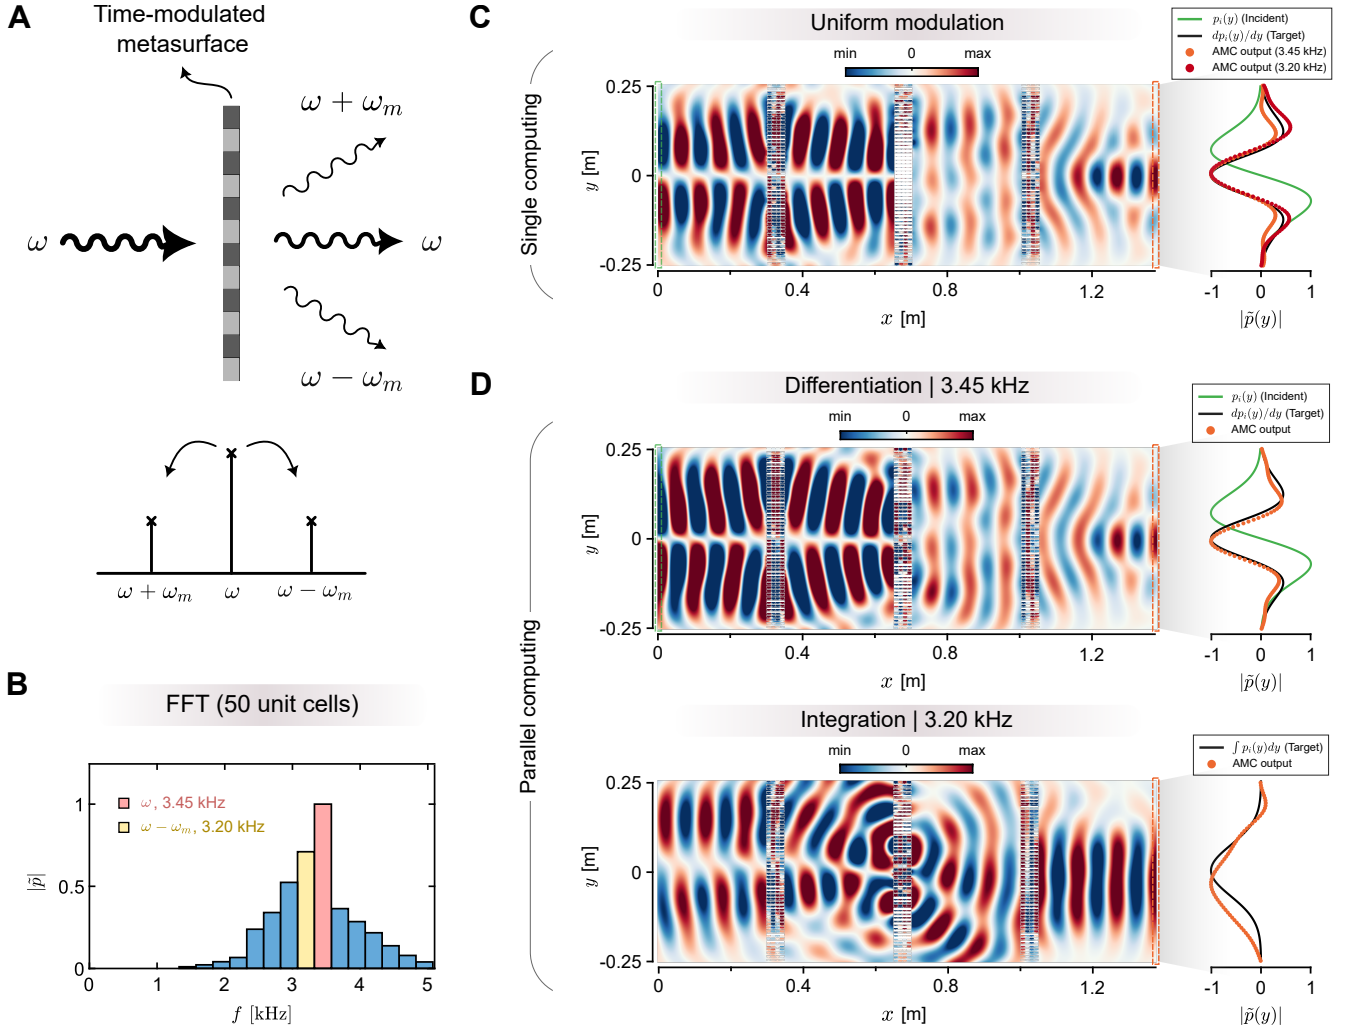 A
Time-modulated
metasurface
ω + ω_m
ω
ω
ω − ω_m
ω + ω_m
ω
ω − ω_m
B
FFT (50 unit cells)
ω, 3.45 kHz
ω − ω_m, 3.20 kHz
1
0.5
0
|p̃|
0 1 2 3 4 5
f [kHz]
C
Single computing
Uniform modulation
min 0 max
0.25
0
-0.25
y [m]
0 0.4 0.8 1.2
x [m]
p_i(y) (Incident)
dp_i(y)/dy (Target)
AMC output (3.45 kHz)
AMC output (3.20 kHz)
-1 0 1
|p̃(y)|
D
Parallel computing
Differentiation | 3.45 kHz
min 0 max
0.25
0
-0.25
y [m]
0 0.4 0.8 1.2
x [m]
p_i(y) (Incident)
dp_i(y)/dy (Target)
AMC output
-1 0 1
|p̃(y)|
Integration | 3.20 kHz
min 0 max
0.25
0
-0.25
y [m]
0 0.4 0.8 1.2
x [m]
∫ p_i(y)dy (Target)
AMC output
-1 0 1
|p̃(y)|